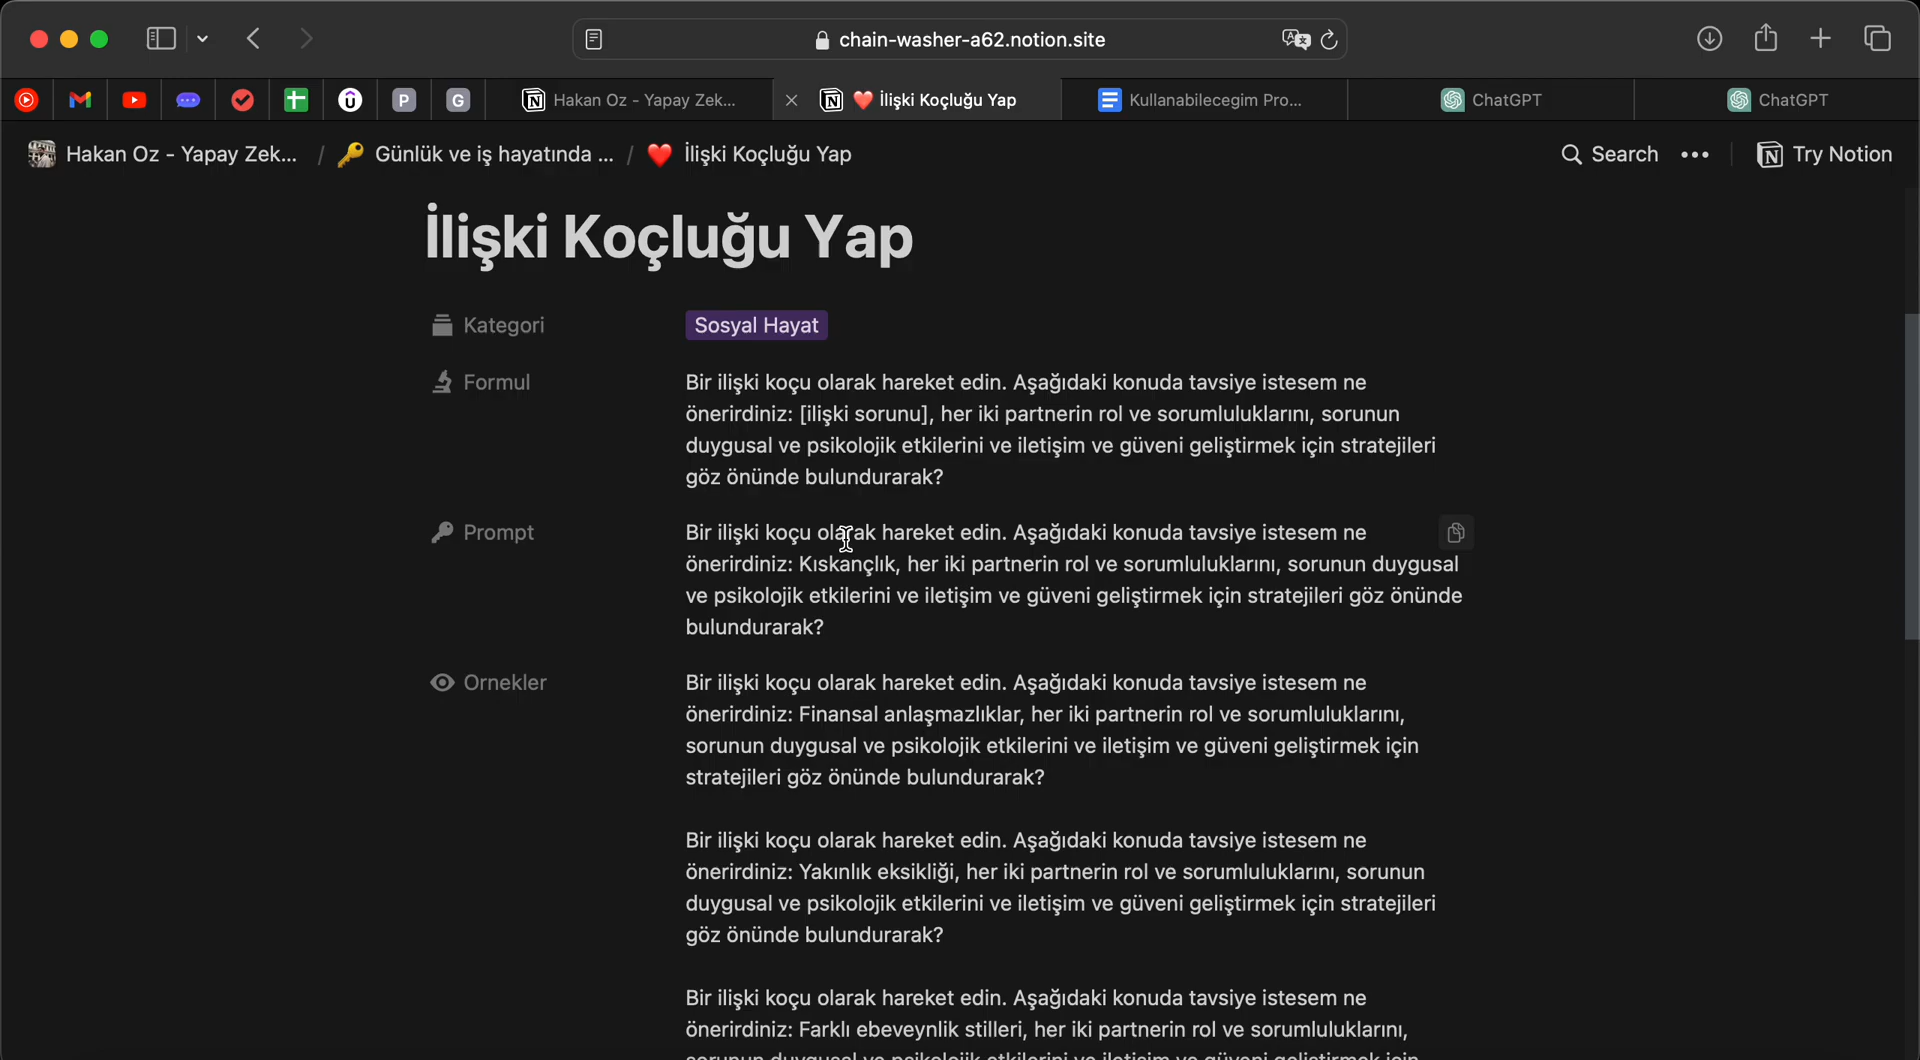 chain-washer-a62.notion.site
P
G
Hakan Oz - Yapay Zek...
İlişki Koçluğu Yap
Kullanabilecegim Pro...
ChatGPT
ChatGPT
Hakan Oz - Yapay Zek... / Günlük ve iş hayatında ... / İlişki Koçluğu Yap
Search
Try Notion
İlişki Koçluğu Yap
Kategori
Sosyal Hayat
Formul
Bir ilişki koçu olarak hareket edin. Aşağıdaki konuda tavsiye istesem ne
önerirdiniz: [ilişki sorunu], her iki partnerin rol ve sorumluluklarını, sorunun
duygusal ve psikolojik etkilerini ve iletişim ve güveni geliştirmek için stratejileri
göz önünde bulundurarak?
Prompt
Bir ilişki koçu olarak hareket edin. Aşağıdaki konuda tavsiye istesem ne
önerirdiniz: Kıskançlık, her iki partnerin rol ve sorumluluklarını, sorunun duygusal
ve psikolojik etkilerini ve iletişim ve güveni geliştirmek için stratejileri göz önünde
bulundurarak?
Ornekler
Bir ilişki koçu olarak hareket edin. Aşağıdaki konuda tavsiye istesem ne
önerirdiniz: Finansal anlaşmazlıklar, her iki partnerin rol ve sorumluluklarını,
sorunun duygusal ve psikolojik etkilerini ve iletişim ve güveni geliştirmek için
stratejileri göz önünde bulundurarak?
Bir ilişki koçu olarak hareket edin. Aşağıdaki konuda tavsiye istesem ne
önerirdiniz: Yakınlık eksikliği, her iki partnerin rol ve sorumluluklarını, sorunun
duygusal ve psikolojik etkilerini ve iletişim ve güveni geliştirmek için stratejileri
göz önünde bulundurarak?
Bir ilişki koçu olarak hareket edin. Aşağıdaki konuda tavsiye istesem ne
önerirdiniz: Farklı ebeveynlik stilleri, her iki partnerin rol ve sorumluluklarını,